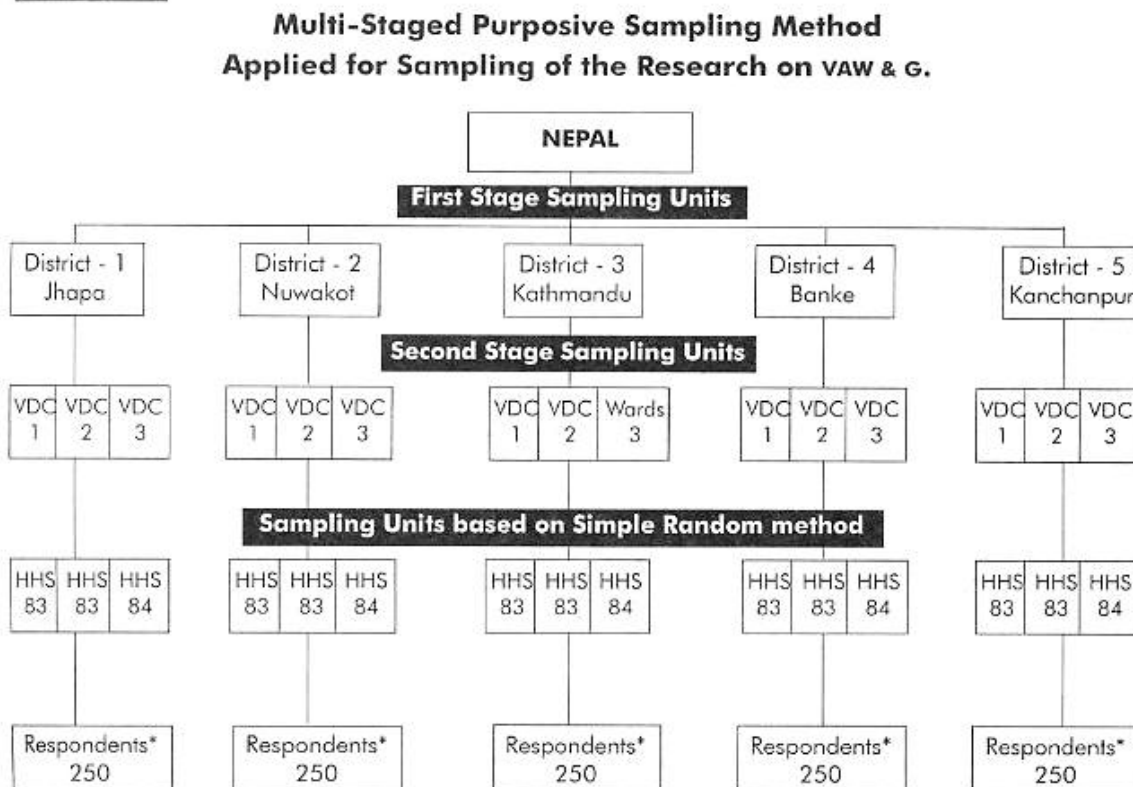 Multi-Staged Purposive Sampling Method
Applied for Sampling of the Research on VAW & G.
NEPAL
First Stage Sampling Units
District - 1
Jhapa
District - 2
Nuwakot
District - 3
Kathmandu
District - 4
Banke
District - 5
Kanchanpur
Second Stage Sampling Units
VDC VDC VDC
1 2 3
VDC VDC VDC
1 2 3
VDC VDC Wards
1 2 3
VDC VDC VDC
1 2 3
VDC VDC VDC
1 2 3
Sampling Units based on Simple Random method
HHS HHS HHS
83 83 84
HHS HHS HHS
83 83 84
HHS HHS HHS
83 83 84
HHS HHS HHS
83 83 84
HHS HHS HHS
83 83 84
Respondents*
250
Respondents*
250
Respondents*
250
Respondents*
250
Respondents*
250